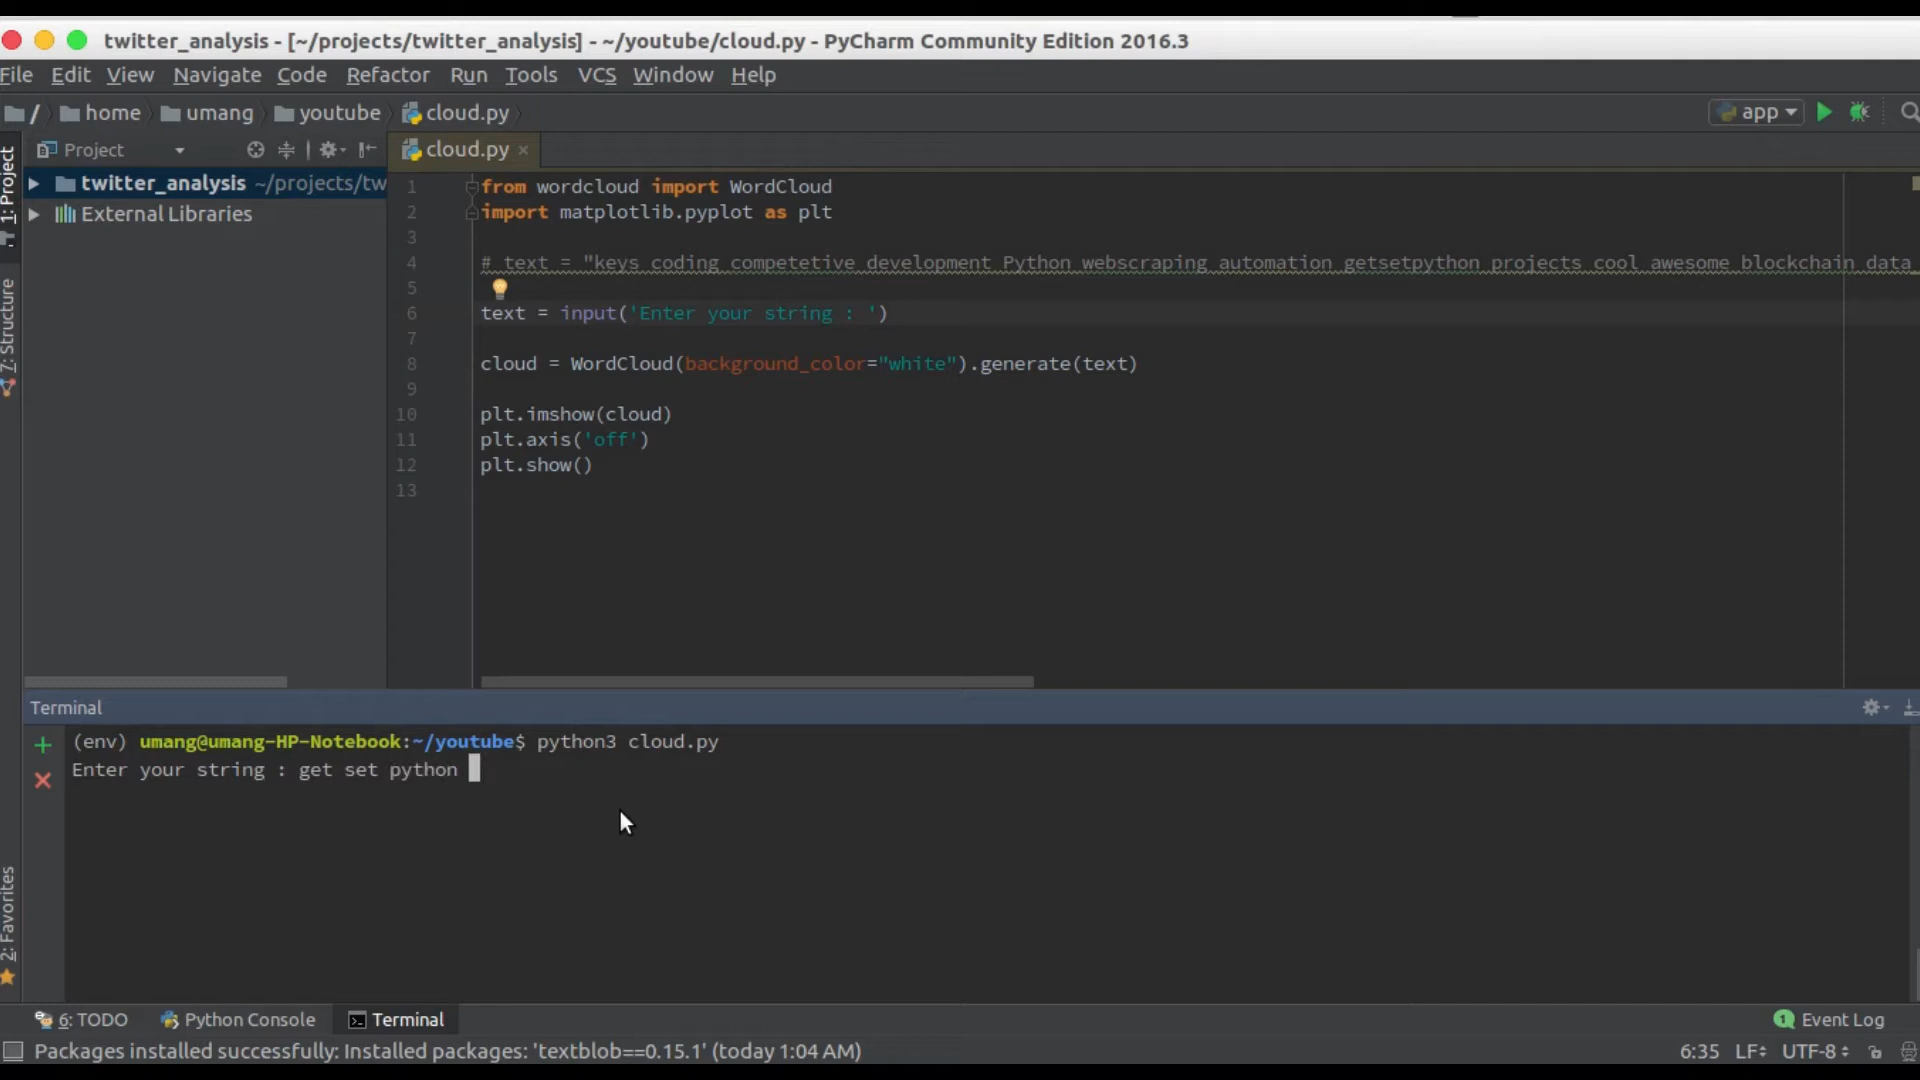 twitter_analysis - [~/projects/twitter_analysis] - ~/youtube/cloud.py - PyCharm Community Edition 2016.3
File Edit View Navigate Code Refactor Run Tools VCS Window Help
/ home umang youtube cloud.py app
Project cloud.py
1: Project
twitter_analysis ~/projects/tw
External Libraries
7: Structure
1 from wordcloud import WordCloud
2 import matplotlib.pyplot as plt
3
4 # text = "keys coding competetive development Python webscraping automation getsetpython projects cool awesome blockchain data
5
6 text = input('Enter your string : ')
7
8 cloud = WordCloud(background_color="white").generate(text)
9
10 plt.imshow(cloud)
11 plt.axis('off')
12 plt.show()
13
Terminal
(env) umang@umang-HP-Notebook:~/youtube$ python3 cloud.py
Enter your string : get set python
2: Favorites
6: TODO Python Console Terminal 1 Event Log
Packages installed successfully: Installed packages: 'textblob==0.15.1' (today 1:04 AM) 6:35 LF UTF-8